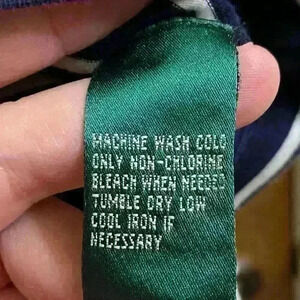 MACHINE WASH COLD
ONLY NON-CHLORINE
BLEACH WHEN NEEDED
TUMBLE DRY LOW
COOL IRON IF
NECESSARY